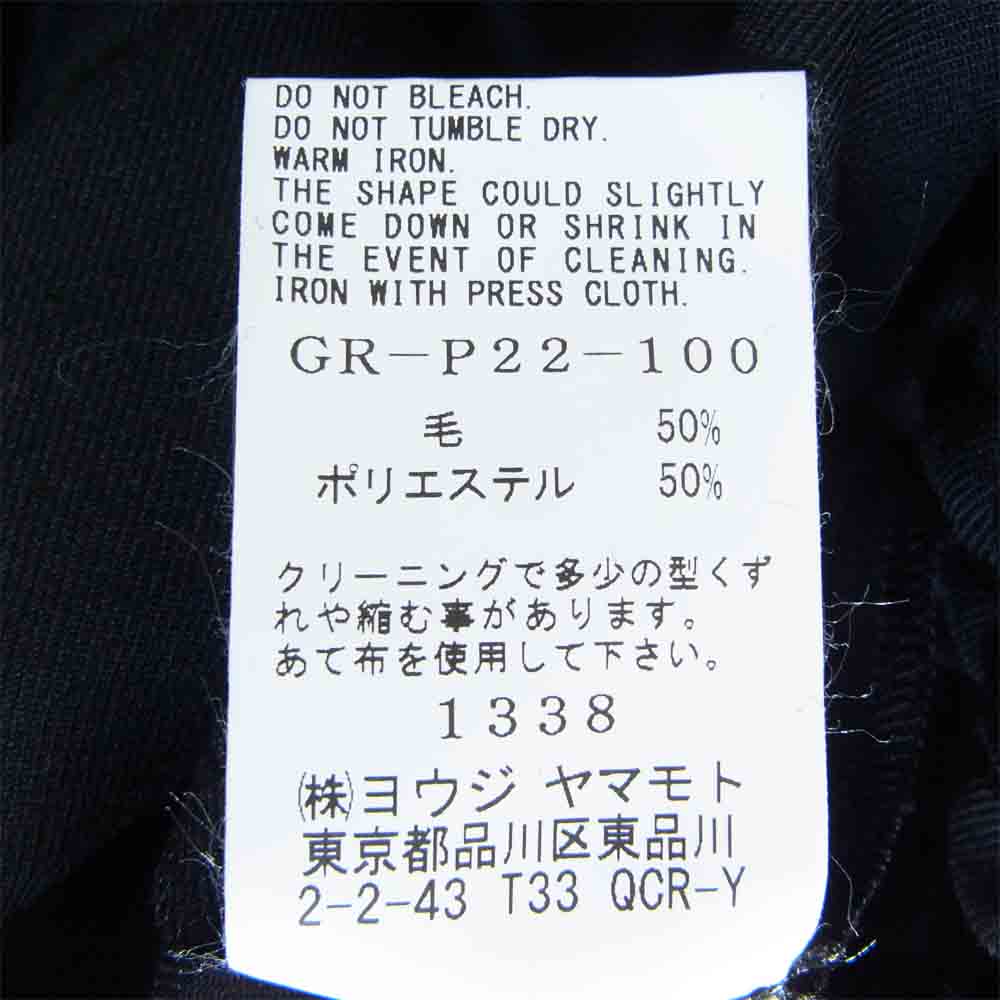 DO NOT BLEACH.
DO NOT TUMBLE DRY.
WARM IRON.
THE SHAPE COULD SLIGHTLY
COME DOWN OR SHRINK IN
THE EVENT OF CLEANING.
IRON WITH PRESS CLOTH.
GR-P22-100
毛 50%
ポリエステル 50%
クリーニングで多少の型くず
れや縮む事があります。
あて布を使用して下さい。
1338
(株)ヨウジ ヤマモト
東京都品川区東品川
2-2-43 T33 QCR-Y